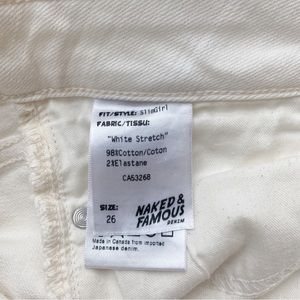 FIT/STYLE: SlimGirl
FABRIC/TISSU:
"White Stretch"
98%Cotton/Coton
2%Elastane
CA53268
SIZE:
26
NAKED &
FAMOUS
DENIM
Made in Canada from imported
Japanese denim.